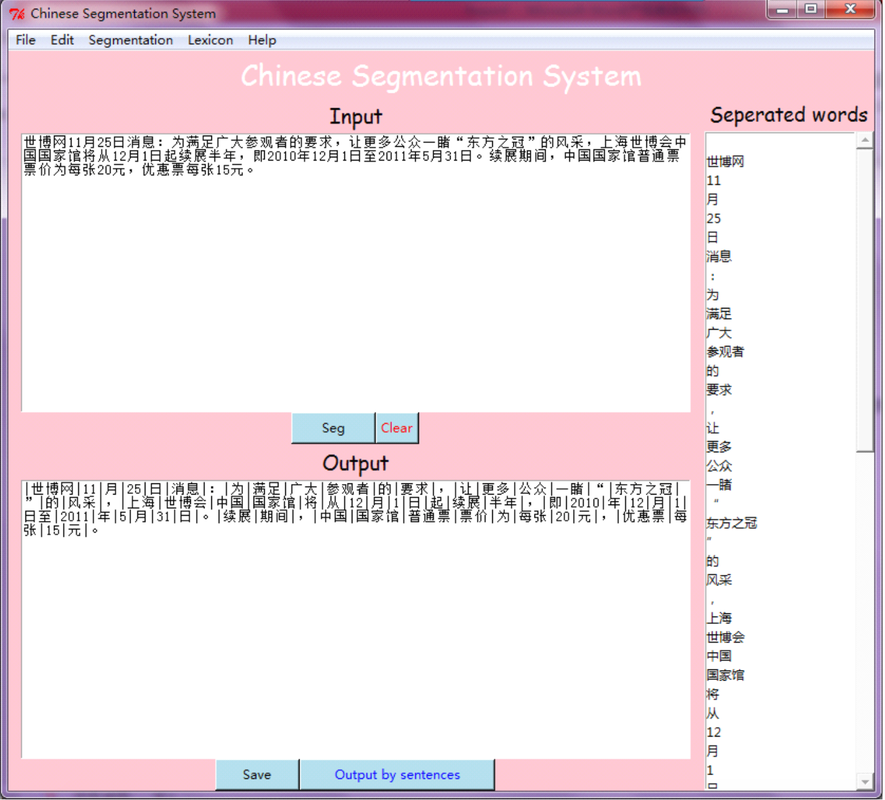 Chinese Segmentation System
File Edit Segmentation Lexicon Help
Chinese Segmentation System
Input
世博网11月25日消息：为满足广大参观者的要求，让更多公众一睹“东方之冠”的风采，上海世博会中
国国家馆将从12月1日起续展半年，即2010年12月1日至2011年5月31日。续展期间，中国国家馆普通票
票价为每张20元，优惠票每张15元。
Seg Clear
Output
|世博网|11|月|25|日|消息|：|为|满足|广大|参观者|的|要求|，|让|更多|公众|一睹|“|东方之冠|
”|的|风采|，|上海|世博会|中国|国家馆|将|从|12|月|1|日|起|续展|半年|，|即|2010|年|12|月|1|
日至|2011|年|5|月|31|日|。|续展|期间|，|中国|国家馆|普通票|票价|为|每张|20|元|，|优惠票|每
张|15|元|。
Save Output by sentences
Seperated words
世博网
11
月
25
日
消息
：
为
满足
广大
参观者
的
要求
，
让
更多
公众
一睹
“
东方之冠
”
的
风采
，
上海
世博会
中国
国家馆
将
从
12
月
1
日